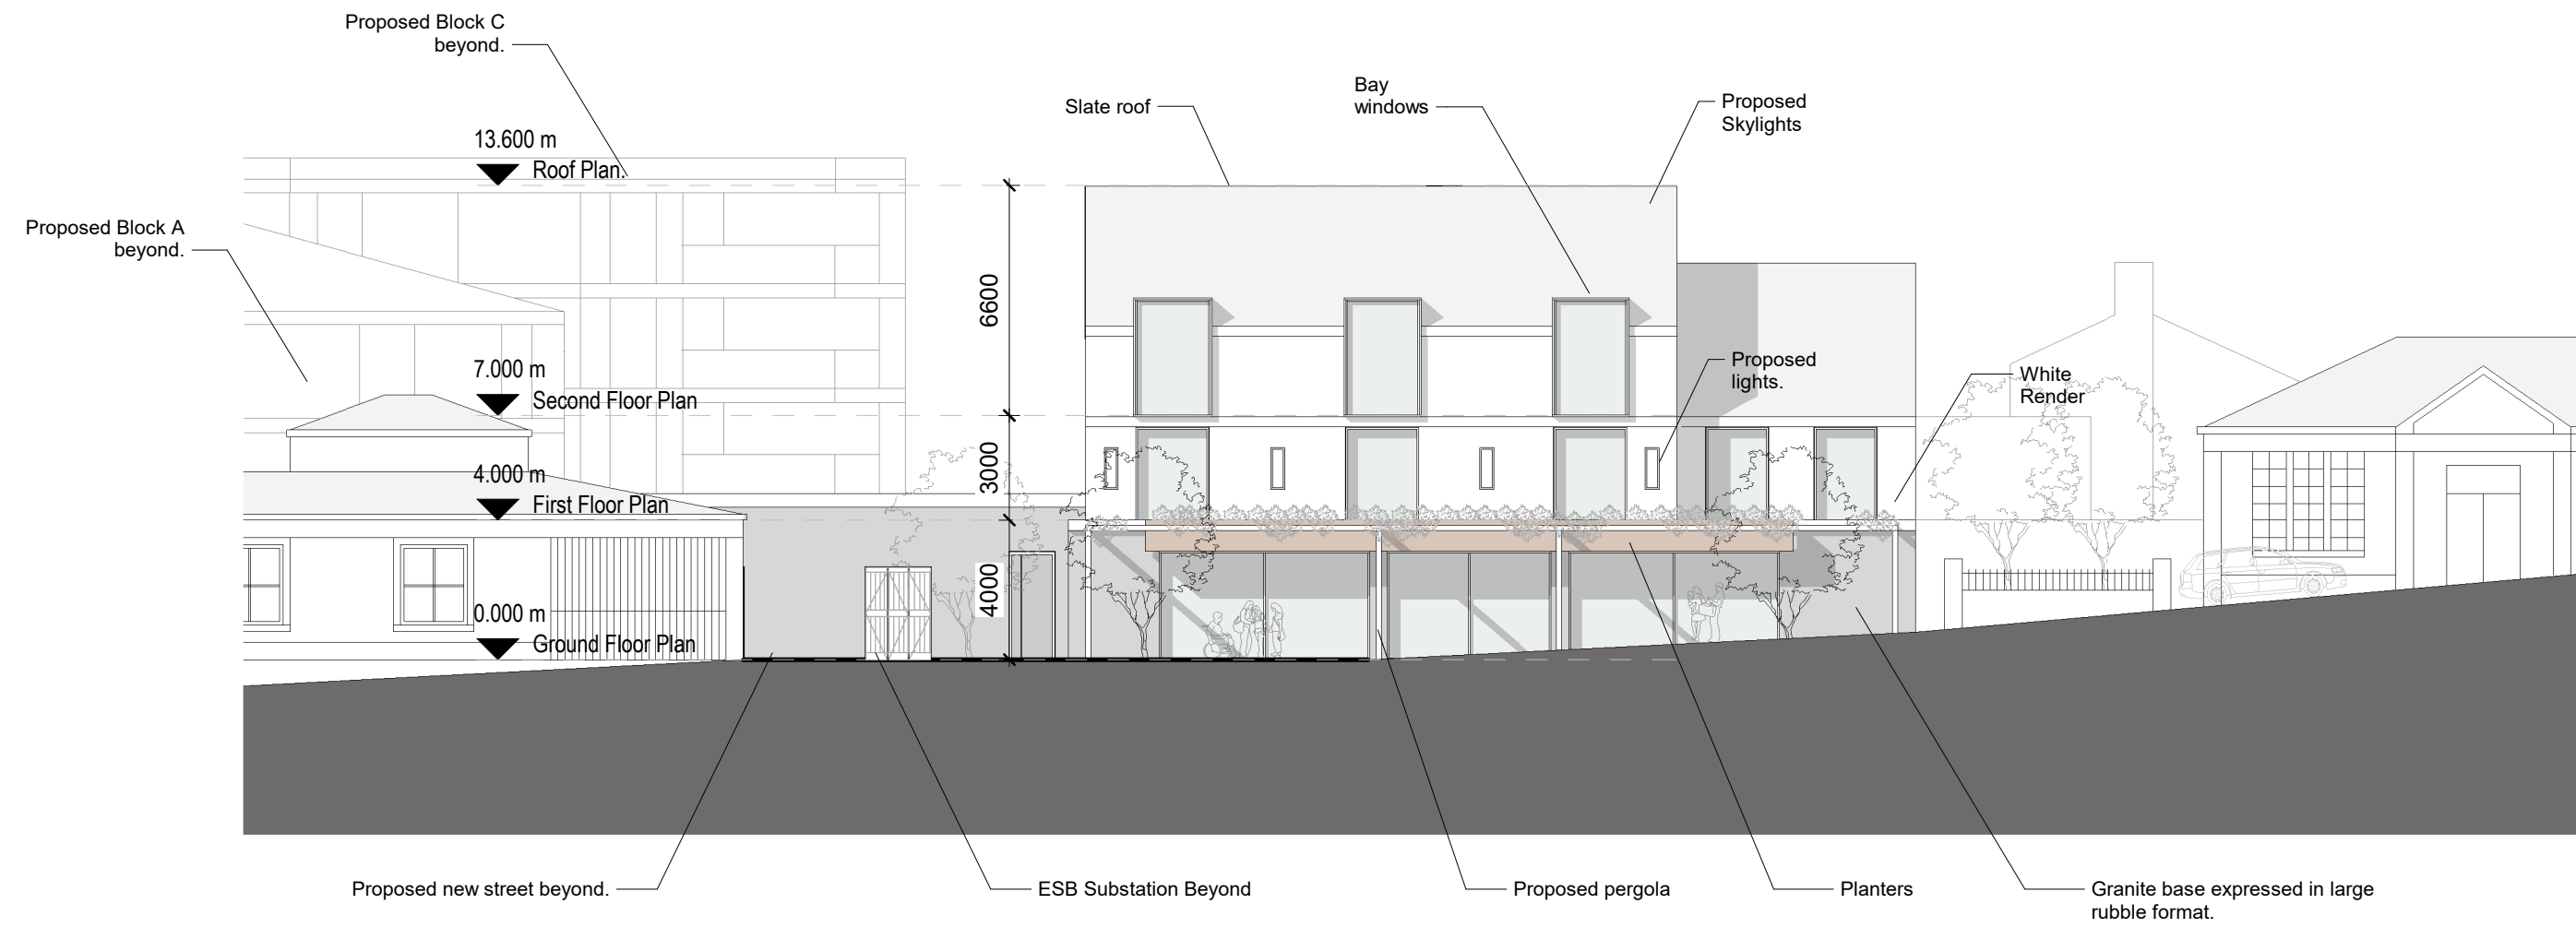 Proposed Block C
beyond.
Bay
windows
Slate roof
Proposed
Skylights
13.600 m
Roof Plan.
Proposed Block A
beyond.
6600
7.000 m
Second Floor Plan
Proposed
lights.
White
Render
3000
4.000 m
First Floor Plan
4000
0.000 m
Ground Floor Plan
Proposed new street beyond.
ESB Substation Beyond
Proposed pergola
Planters
Granite base expressed in large
rubble format.